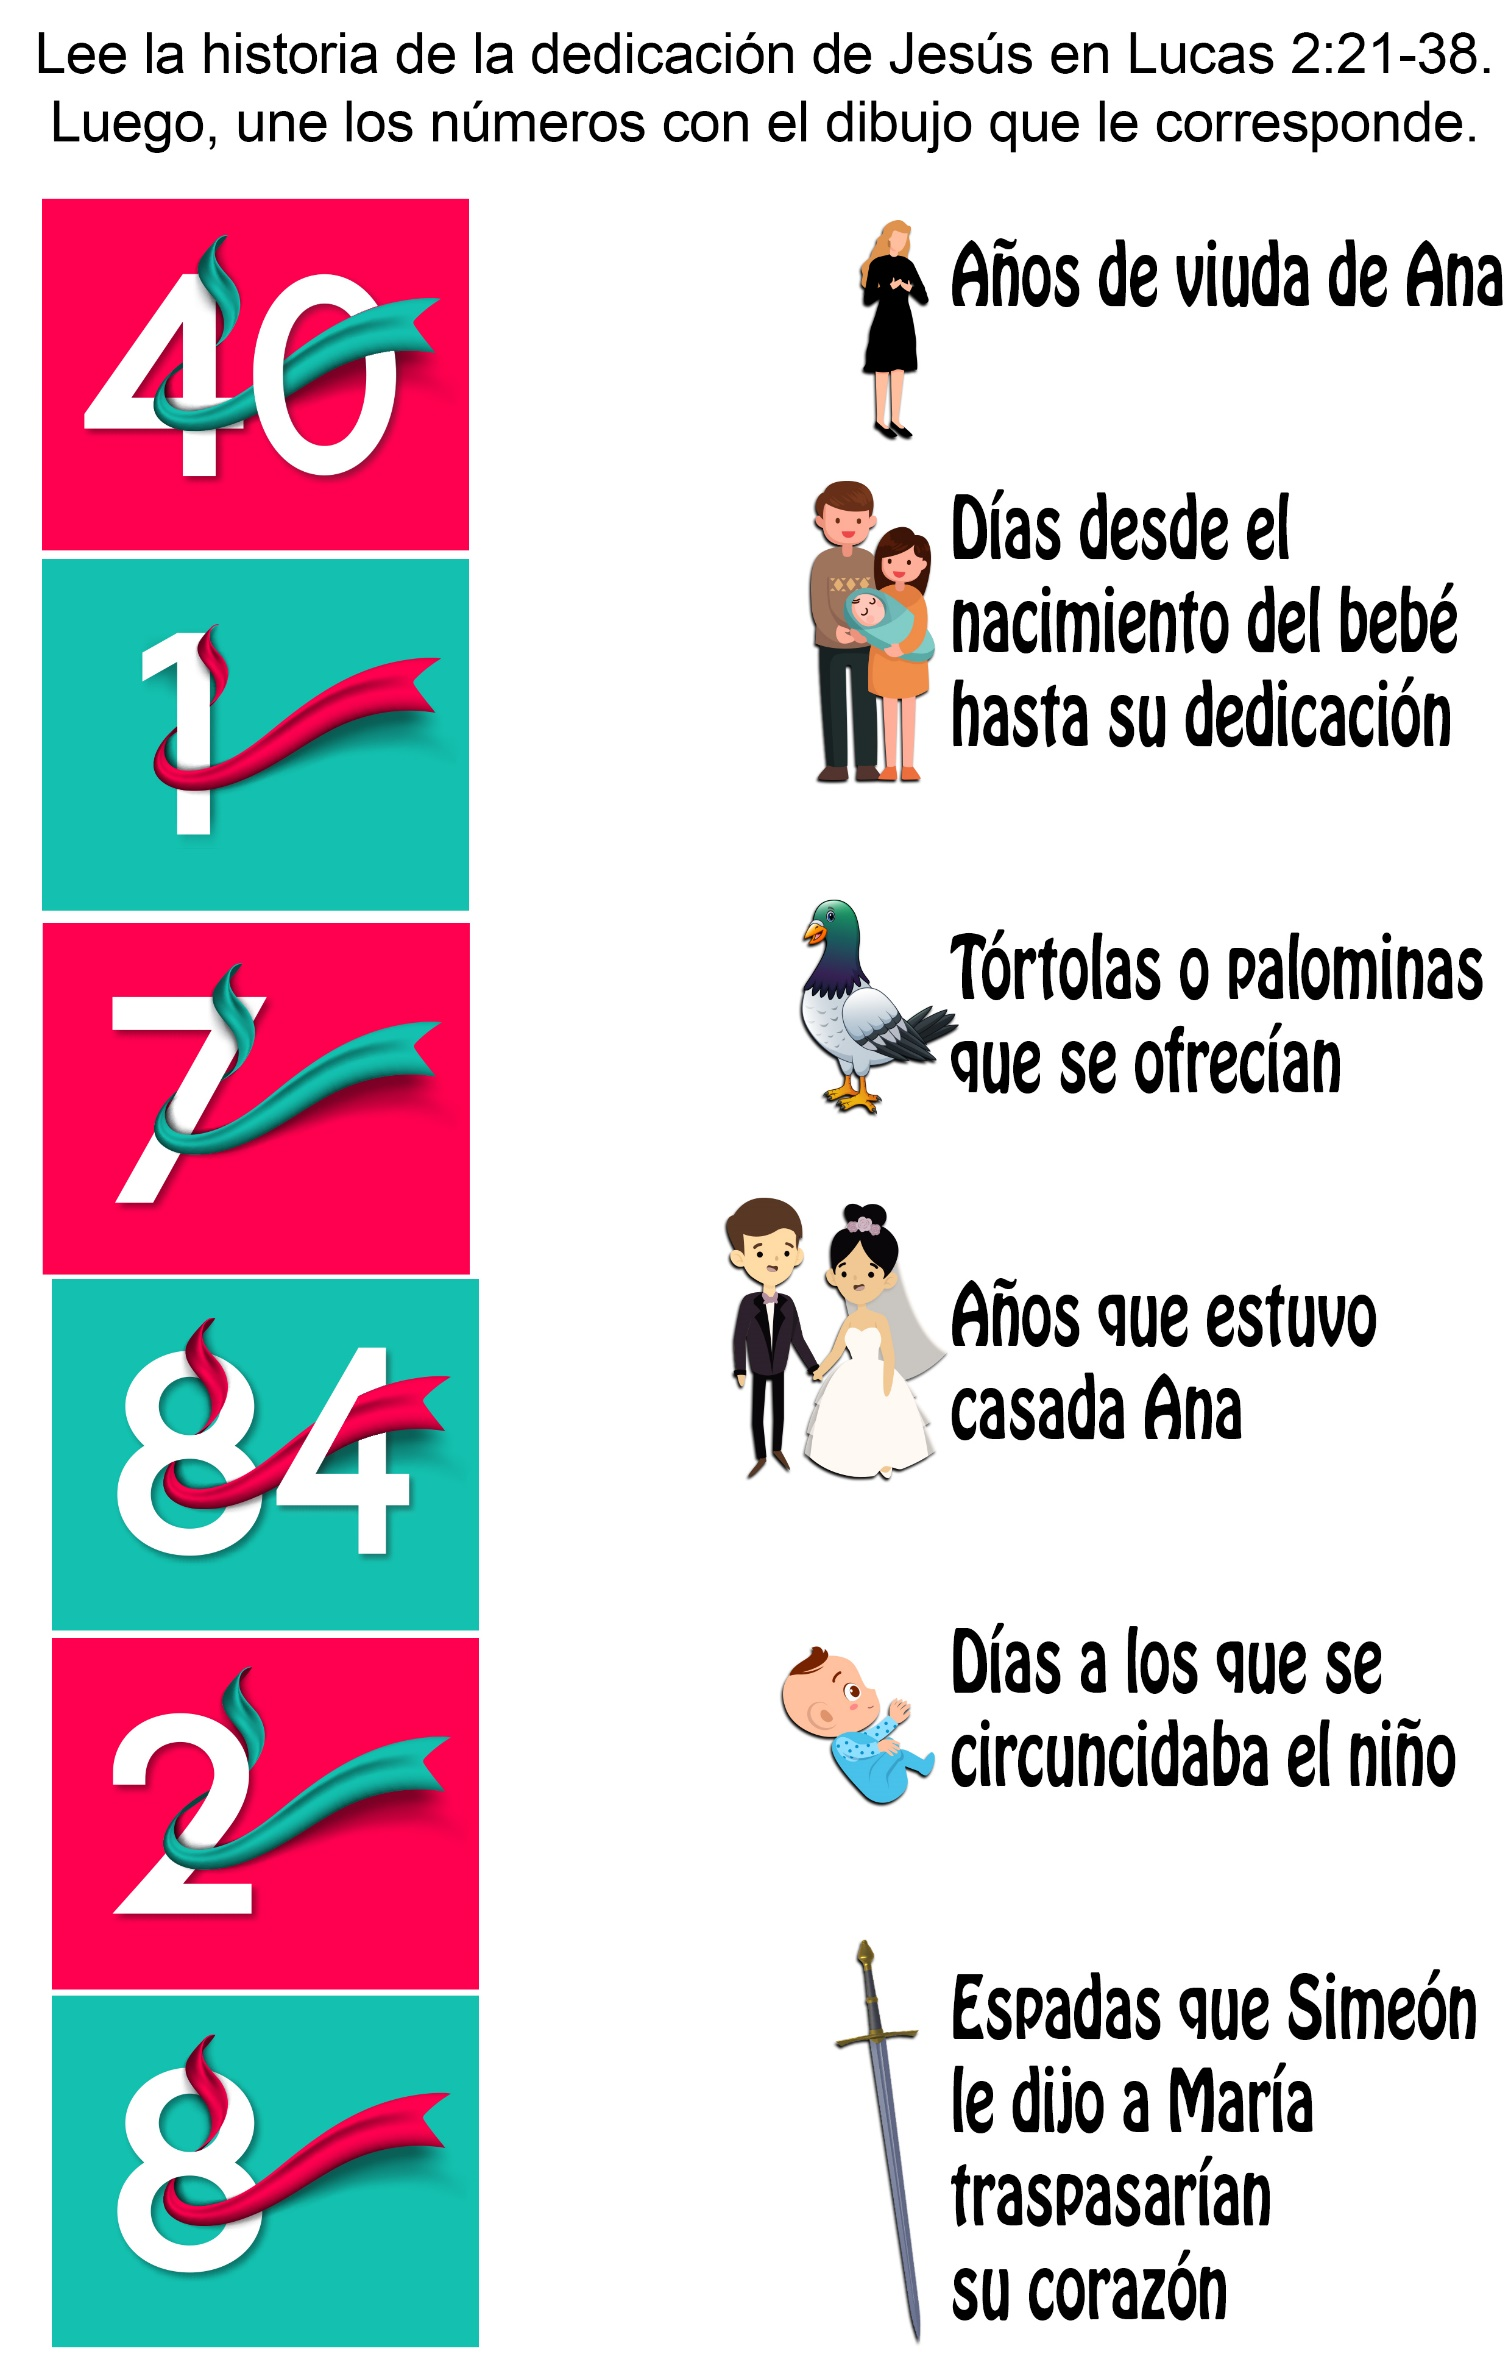 Lee la historia de la dedicación de Jesús en Lucas 2:21-38.
Luego, une los números con el dibujo que le corresponde.
40
Años de viuda de Ana
1
Días desde el
nacimiento del bebé
hasta su dedicación
7
Tórtolas o palominas
que se ofrecían
84
Años que estuvo
casada Ana
2
Días a los que se
circuncidaba el niño
8
Espadas que Simeón
le dijo a María
traspasarían
su corazón